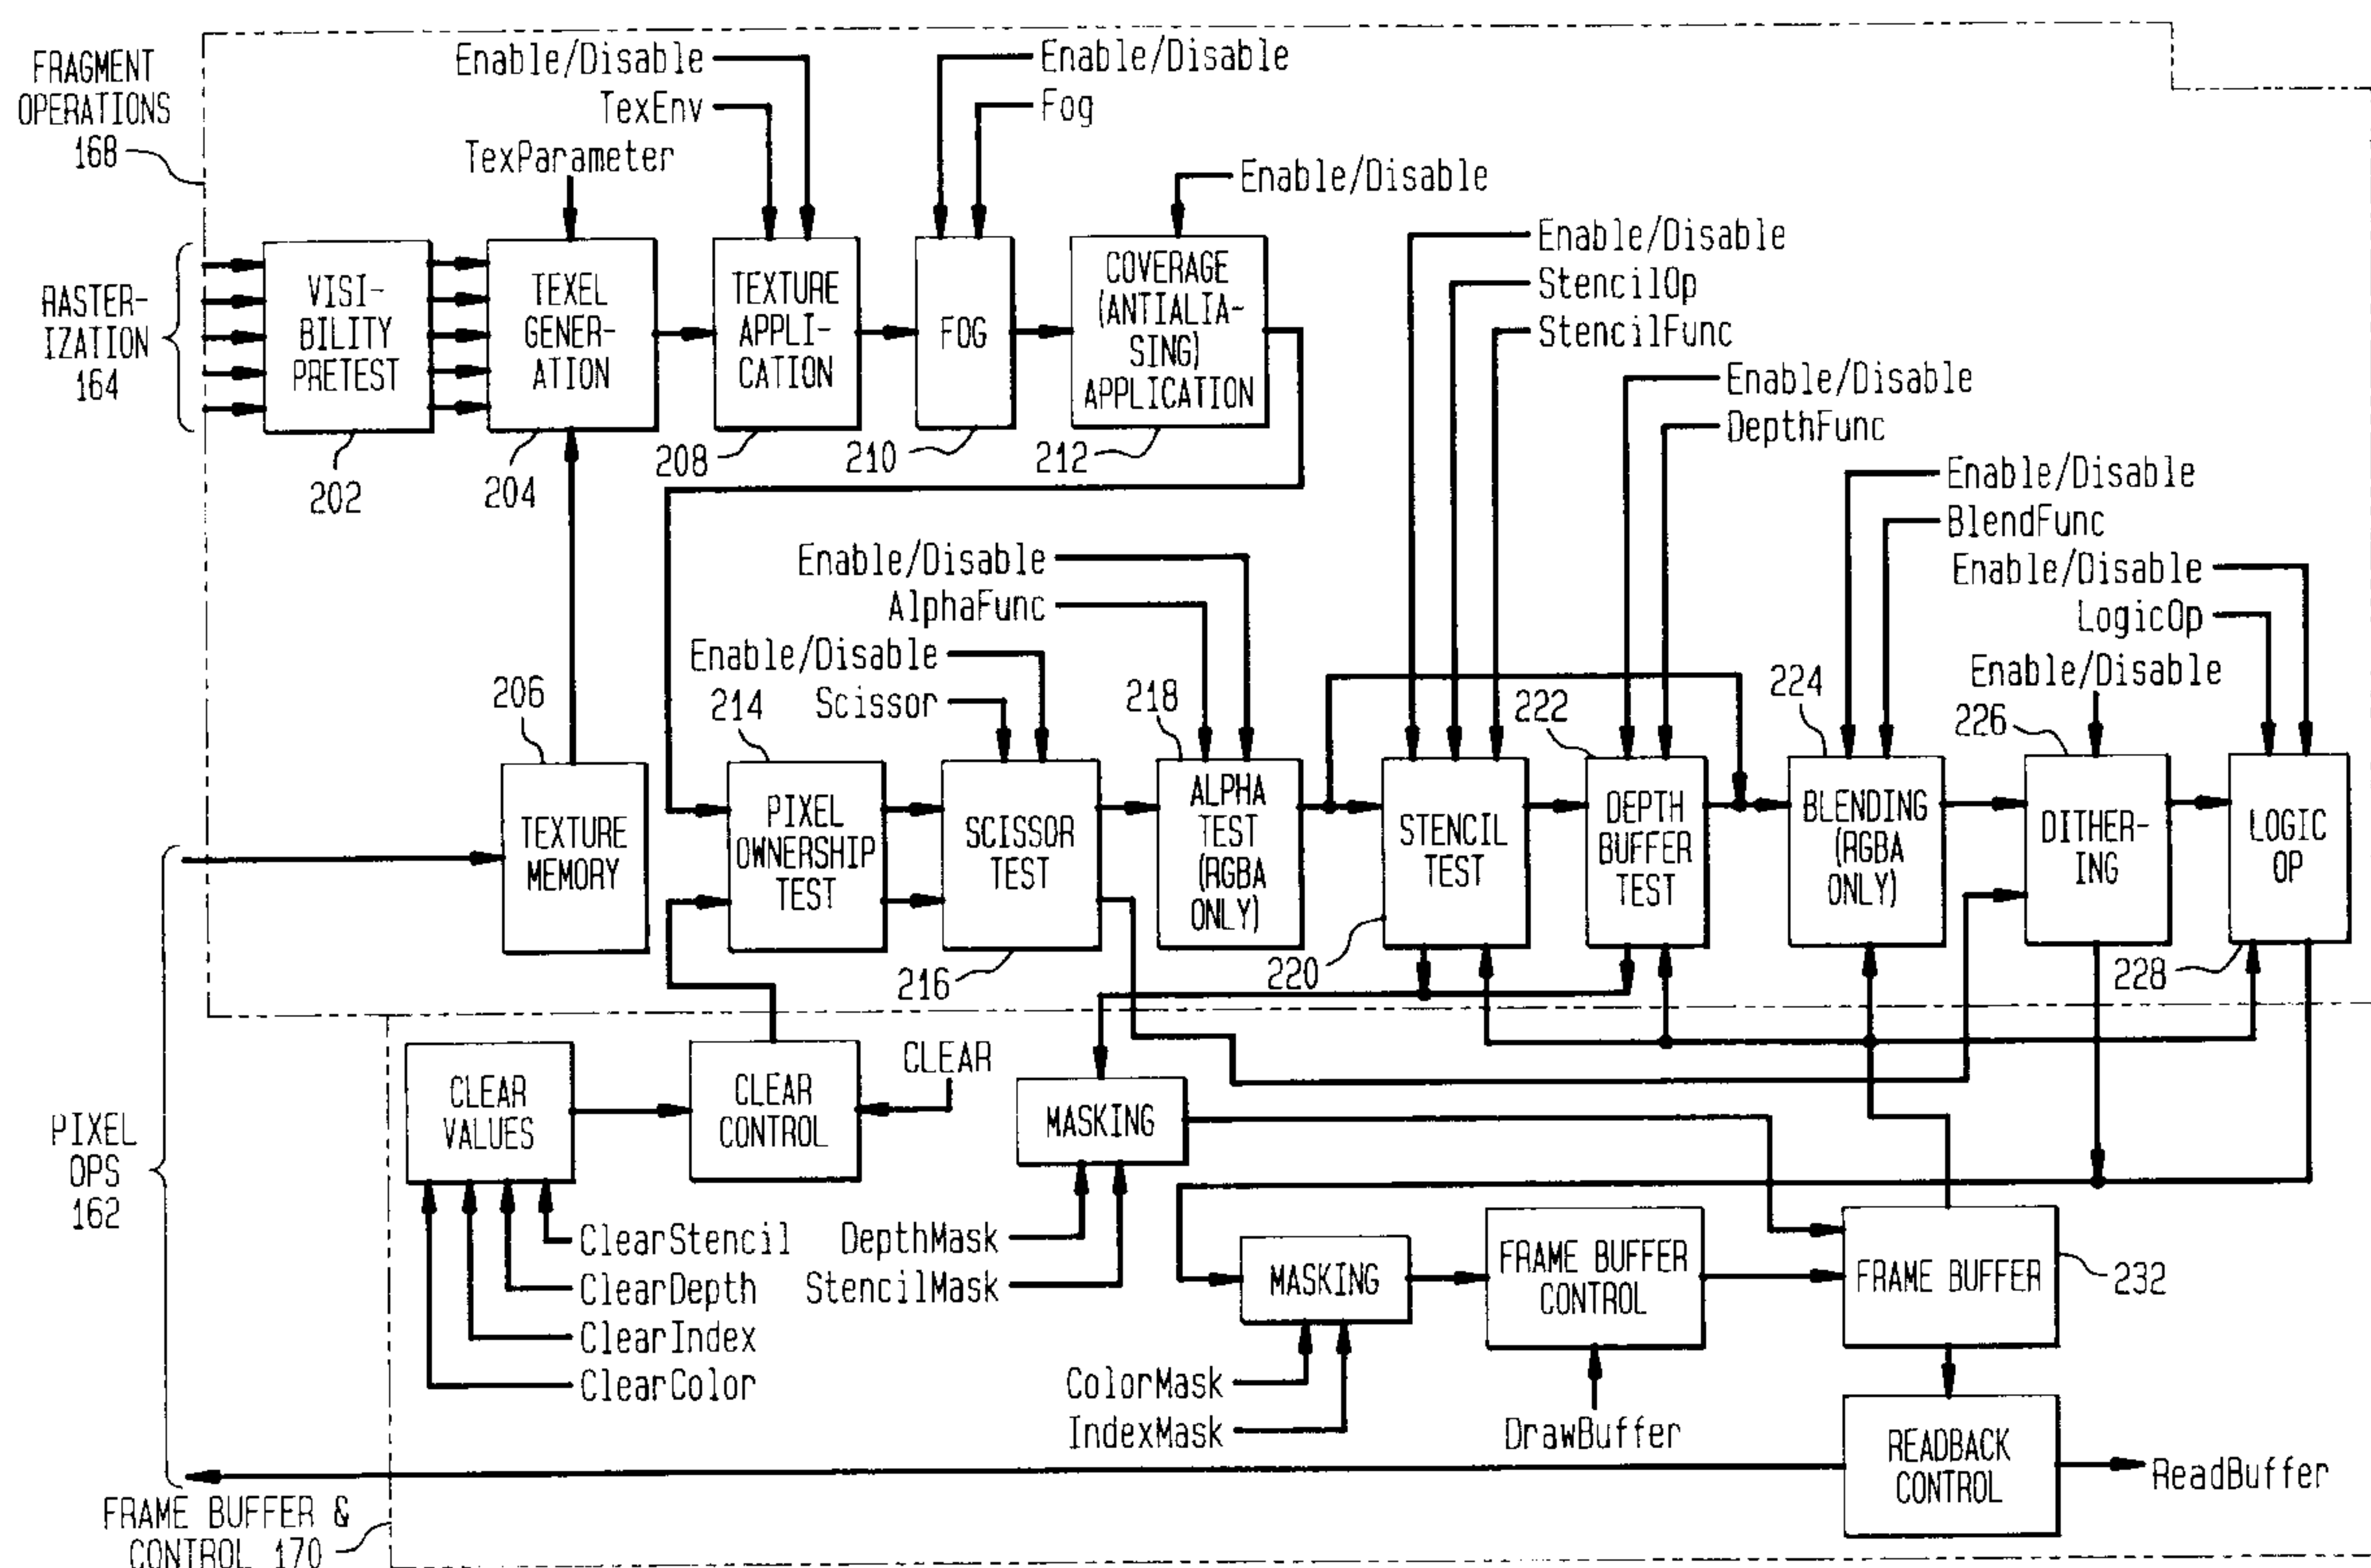 FRAGMENT
OPERATIONS
168
Enable/Disable
TexEnv
TexParameter
Enable/Disable
Fog
Enable/Disable
Enable/Disable
StencilOp
StencilFunc
Enable/Disable
DepthFunc
Enable/Disable
BlendFunc
Enable/Disable
LogicOp
Enable/Disable
RASTER-
IZATION
164
VISI-
BILITY
PRETEST
202
TEXEL
GENER-
ATION
204
TEXTURE
APPLI-
CATION
208
FOG
210
COVERAGE
(ANTIALIA-
SING)
APPLICATION
212
Enable/Disable
AlphaFunc
Enable/Disable
Scissor
206
TEXTURE
MEMORY
214
PIXEL
OWNERSHIP
TEST
SCISSOR
TEST
216
218
ALPHA
TEST
(RGBA
ONLY)
STENCIL
TEST
220
222
DEPTH
BUFFER
TEST
224
BLENDING
(RGBA
ONLY)
226
DITHER-
ING
LOGIC
OP
228
PIXEL
OPS
162
CLEAR
VALUES
CLEAR
CONTROL
CLEAR
MASKING
ClearStencil
ClearDepth
ClearIndex
ClearColor
DepthMask
StencilMask
MASKING
ColorMask
IndexMask
FRAME BUFFER
CONTROL
DrawBuffer
FRAME BUFFER
232
READBACK
CONTROL
ReadBuffer
FRAME BUFFER &
CONTROL 170